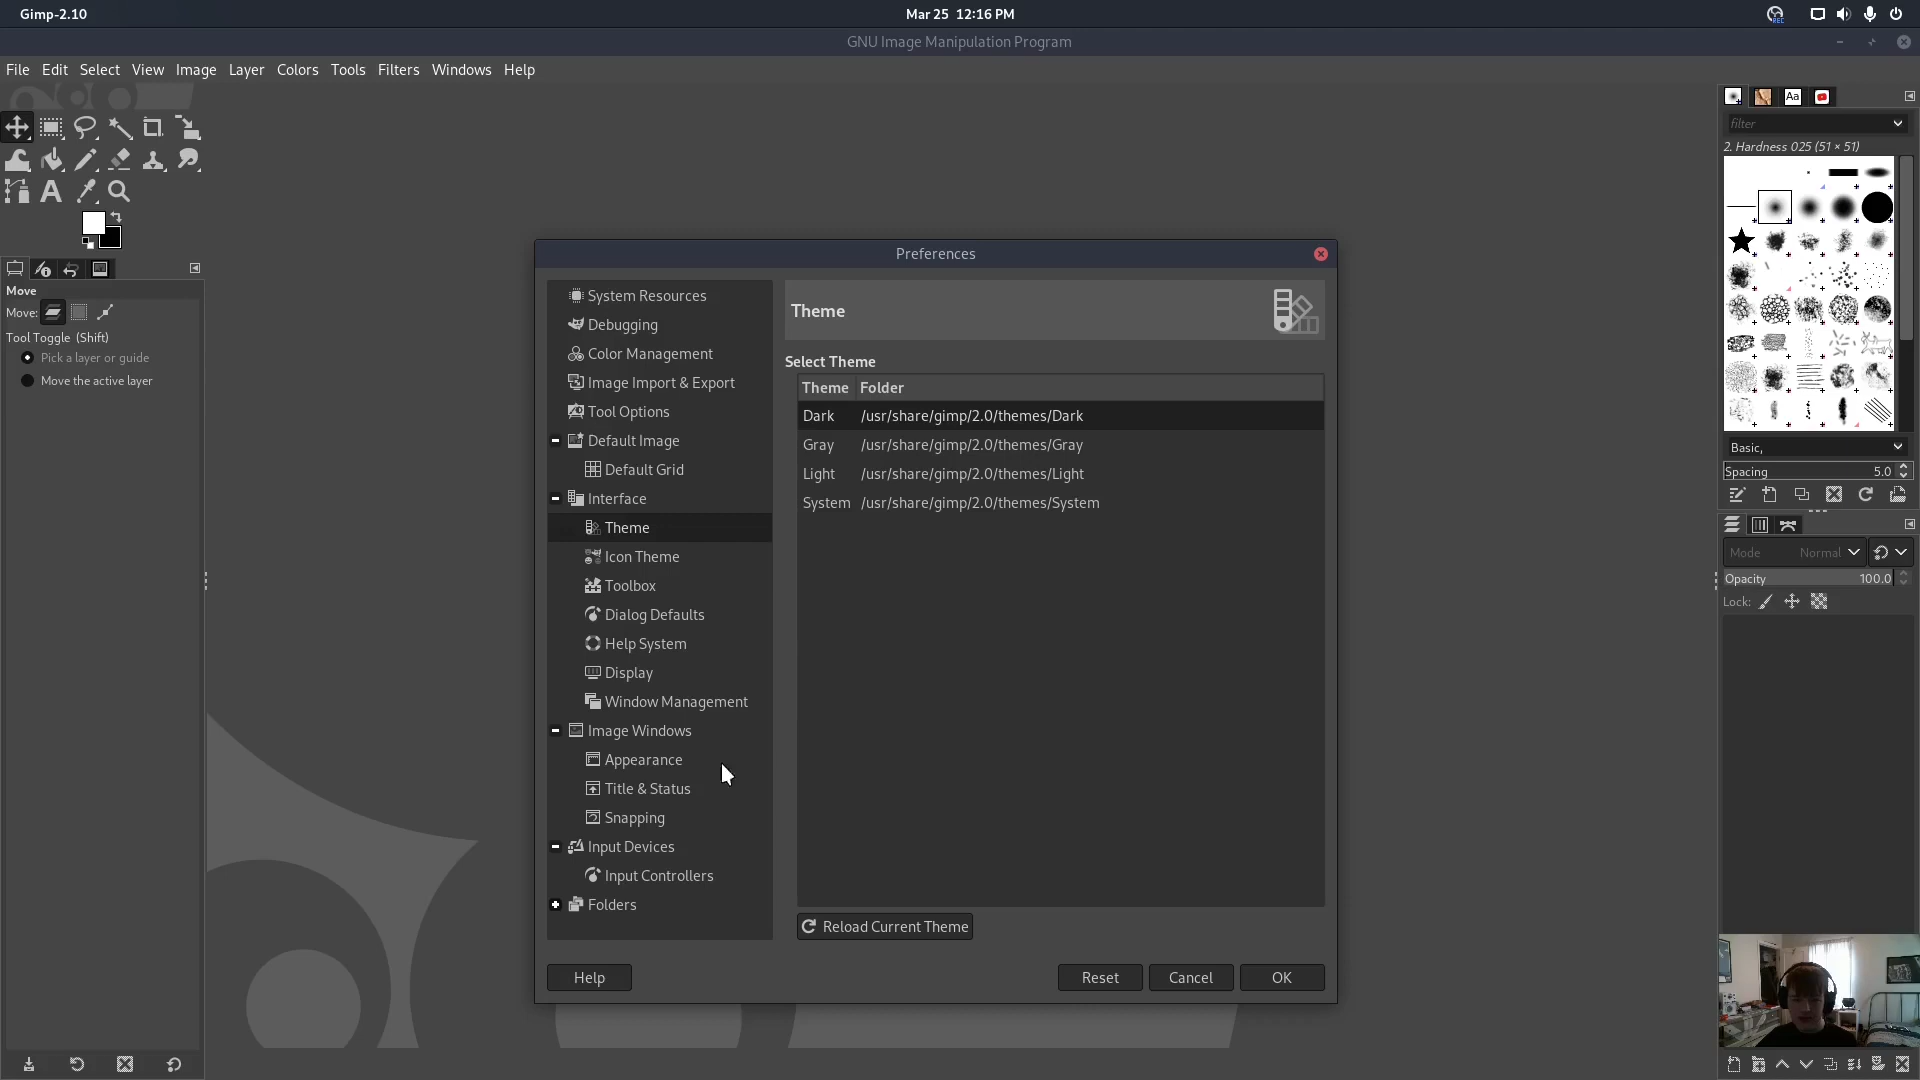 Gimp-2.10
Mar 25 12:16 PM
REC
GNU Image Manipulation Program
File Edit Select View Image Layer Colors Tools Filters Windows Help
Move
Move:
Tool Toggle (Shift)
Pick a layer or guide
Move the active layer
Preferences
System Resources
Debugging
Color Management
Image Import & Export
Tool Options
Default Image
Default Grid
Interface
Theme
Icon Theme
Toolbox
Dialog Defaults
Help System
Display
Window Management
Image Windows
Appearance
Title & Status
Snapping
Input Devices
Input Controllers
Folders
Theme
Select Theme
Theme Folder
Dark /usr/share/gimp/2.0/themes/Dark
Gray /usr/share/gimp/2.0/themes/Gray
Light /usr/share/gimp/2.0/themes/Light
System /usr/share/gimp/2.0/themes/System
Reload Current Theme
Help Reset Cancel OK
Aa
filter
2. Hardness 025 (51 × 51)
Basic,
Spacing 5.0
Mode Normal
Opacity 100.0
Lock: